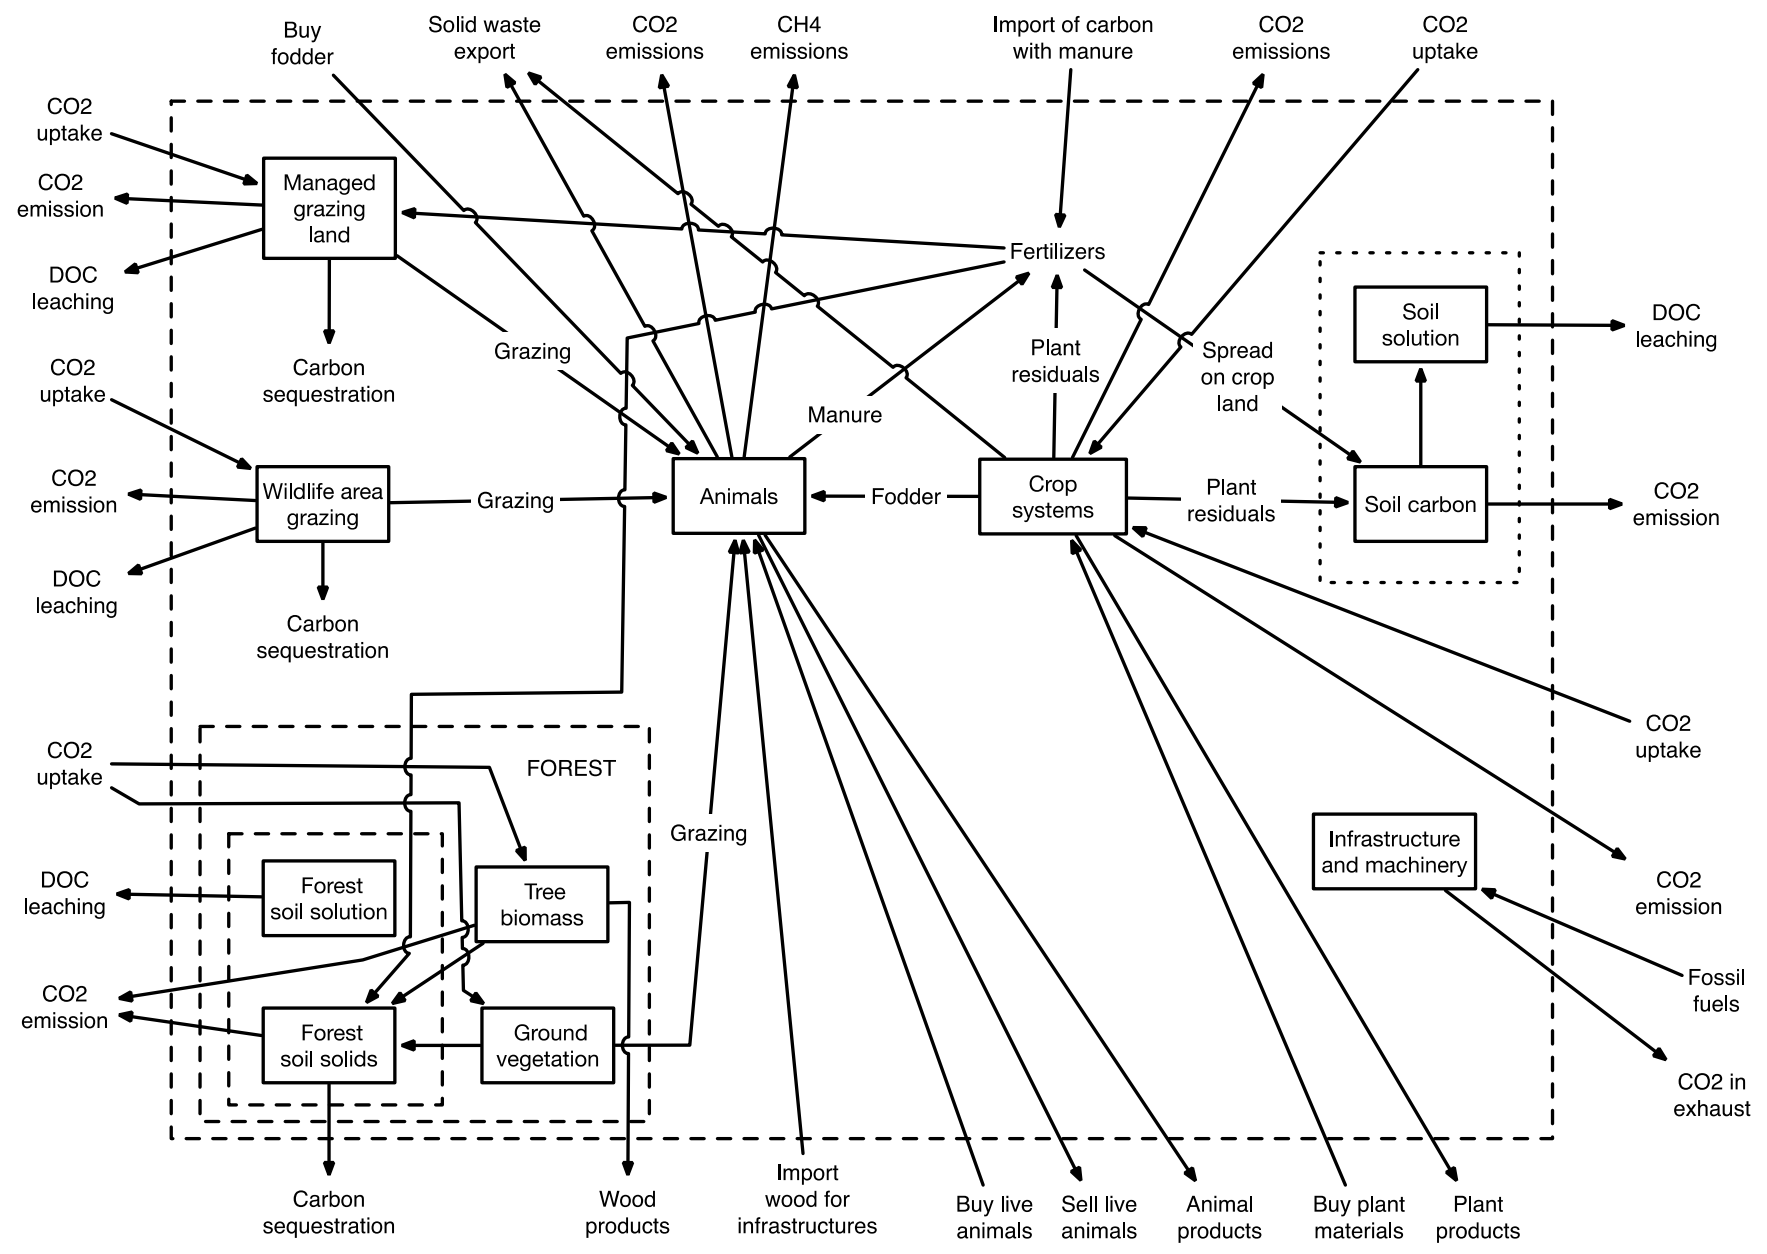 Buy
fodder
Solid waste
export
CO2
emissions
CH4
emissions
Import of carbon
with manure
CO2
emissions
CO2
uptake
CO2
uptake
CO2
emission
DOC
leaching
Managed
grazing
land
Carbon
sequestration
Fertilizers
Grazing
Manure
Plant
residuals
Spread
on crop
land
Soil
solution
DOC
leaching
CO2
uptake
CO2
emission
DOC
leaching
Wildlife area
grazing
Carbon
sequestration
Grazing
Animals
Fodder
Crop
systems
Plant
residuals
Soil carbon
CO2
emission
CO2
uptake
CO2
uptake
FOREST
Grazing
Infrastructure
and machinery
CO2
emission
DOC
leaching
Forest
soil solution
Tree
biomass
CO2
emission
Forest
soil solids
Ground
vegetation
Fossil
fuels
CO2 in
exhaust
Carbon
sequestration
Wood
products
Import
wood for
infrastructures
Buy live
animals
Sell live
animals
Animal
products
Buy plant
materials
Plant
products